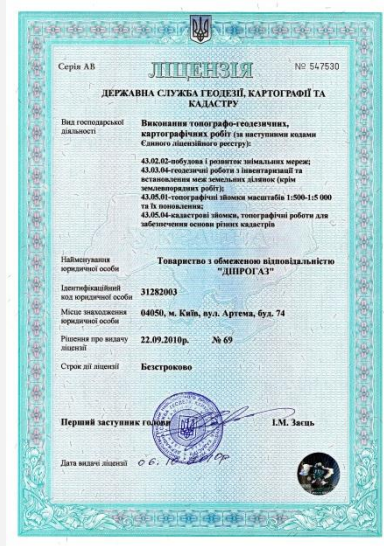 Серія АВ
ЛІЦЕНЗІЯ
№ 547530
ДЕРЖАВНА СЛУЖБА ГЕОДЕЗІЇ, КАРТОГРАФІЇ ТА
КАДАСТРУ
Вид господарської
діяльності
Виконання топографо-геодезичних,
картографічних робіт (за наступними кодами
Єдиного ліцензійного реєстру):
43.02.02-побудова і розвиток знімальних мереж;
43.03.04-геодезичні роботи з інвентаризації та
встановлення меж земельних ділянок (крім
землевпорядних робіт);
43.05.01-топографічні зйомки масштабів 1:500-1:5 000
та їх поновлення;
43.05.04-кадастрові зйомки, топографічні роботи для
забезпечення основи різних кадастрів
Найменування
юридичної особи
Товариство з обмеженою відповідальністю
"ДІПРОГАЗ"
Ідентифікаційний
код юридичної особи
31282003
Місце знаходження
юридичної особи
04050, м. Київ, вул. Артема, буд. 74
Рішення про видачу
ліцензії
22.09.2010р. № 69
Строк дії ліцензії
Безстроково
Перший заступник голови
І.М. Заєць
Дата видачі ліцензії